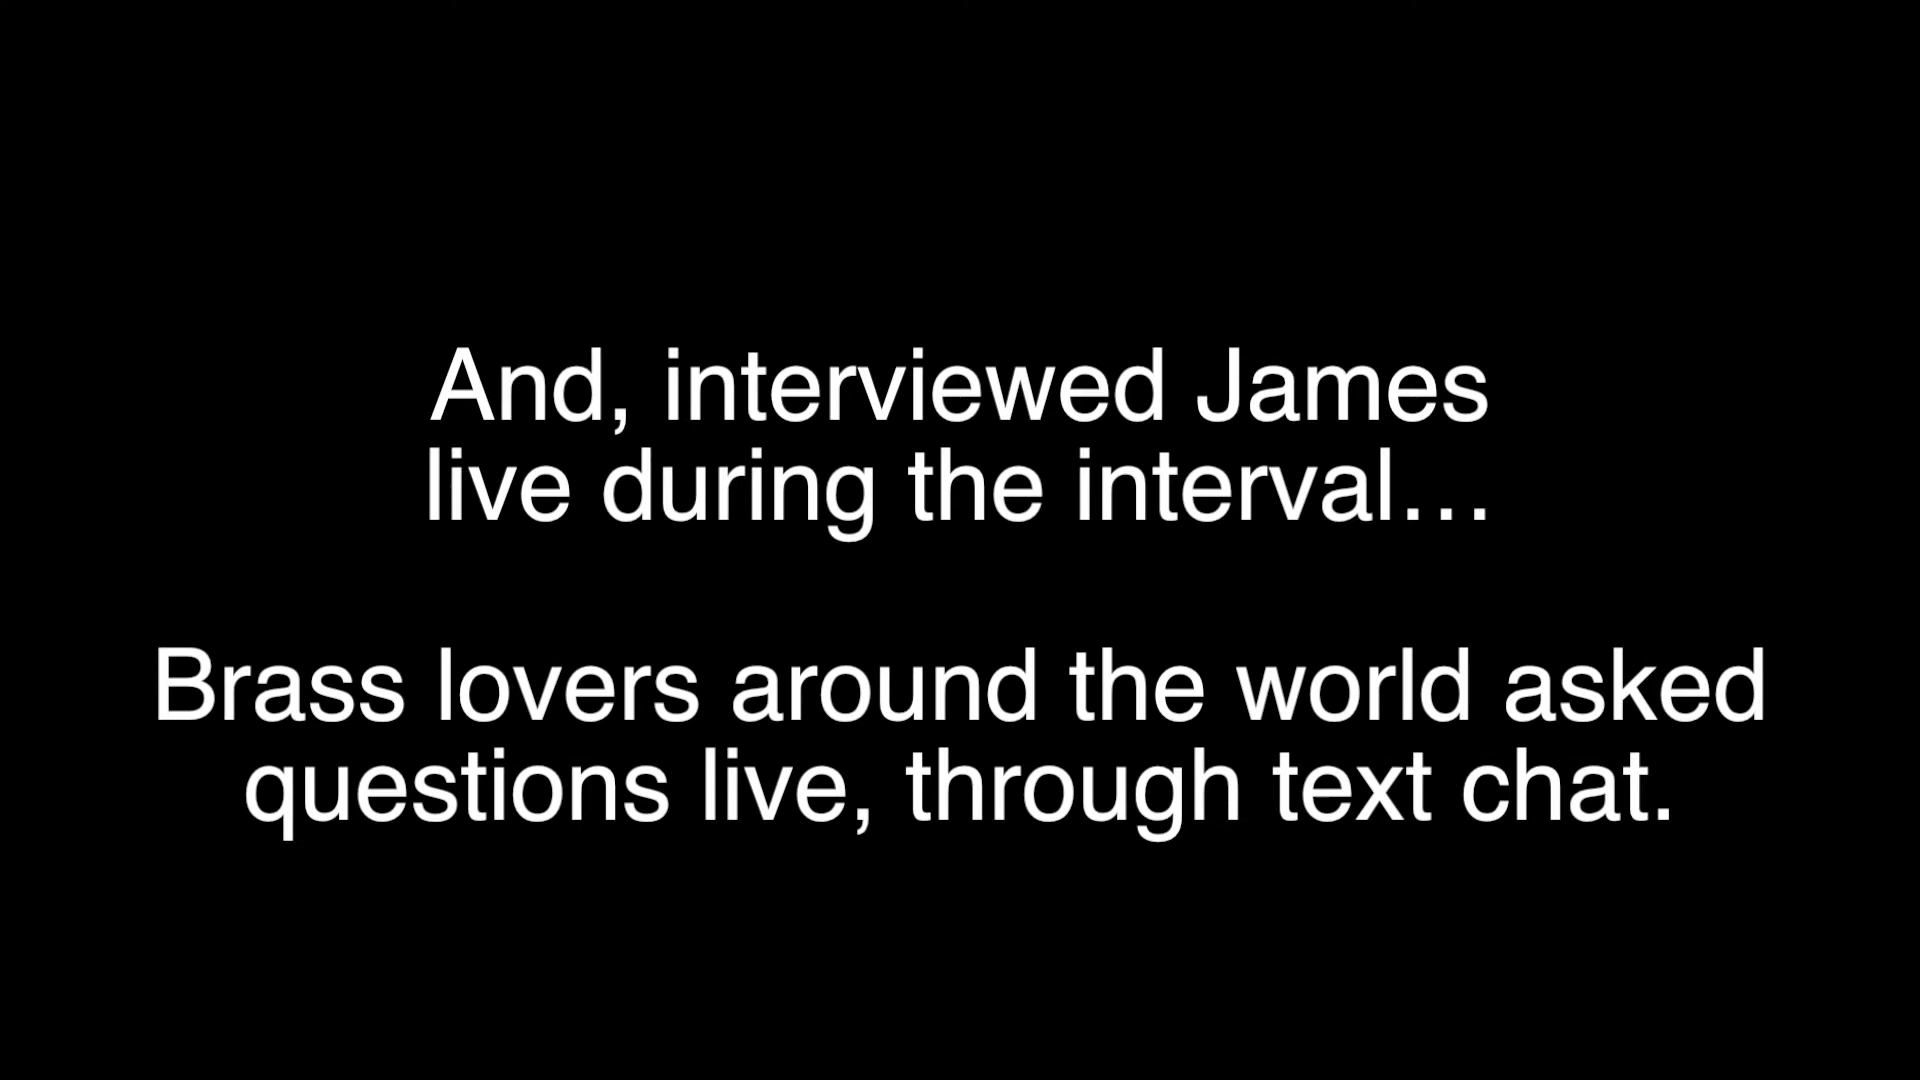 And, interviewed James
live during the interval…
Brass lovers around the world asked
questions live, through text chat.